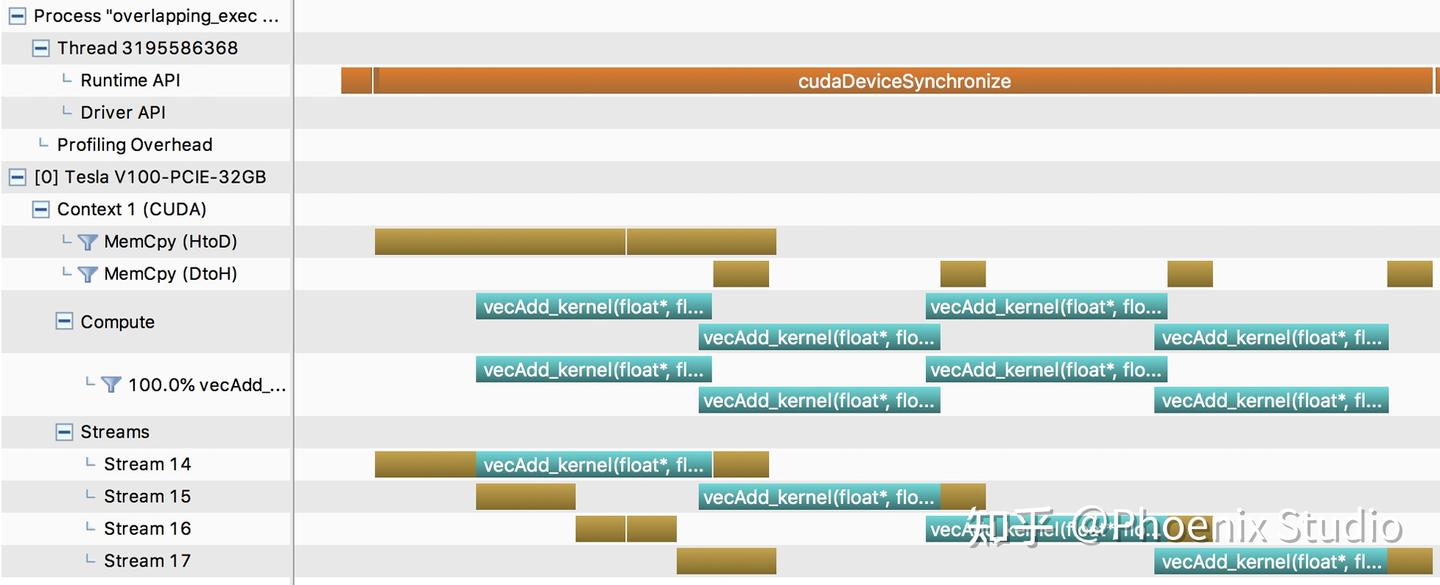 Process "overlapping_exec ...
Thread 3195586368
Runtime API
cudaDeviceSynchronize
Driver API
Profiling Overhead
[0] Tesla V100-PCIE-32GB
Context 1 (CUDA)
MemCpy (HtoD)
MemCpy (DtoH)
vecAdd_kernel(float*, fl... vecAdd_kernel(float*, flo...
Compute
vecAdd_kernel(float*, flo... vecAdd_kernel(float*, fl...
vecAdd_kernel(float*, fl... vecAdd_kernel(float*, flo...
100.0% vecAdd_...
vecAdd_kernel(float*, flo... vecAdd_kernel(float*, fl...
Streams
Stream 14 vecAdd_kernel(float*, fl...
Stream 15 vecAdd_kernel(float*, flo...
Stream 16 vecAdd_kernel(float*, flo...
知乎 @Phoenix Studio
Stream 17 vecAdd_kernel(float*, fl...